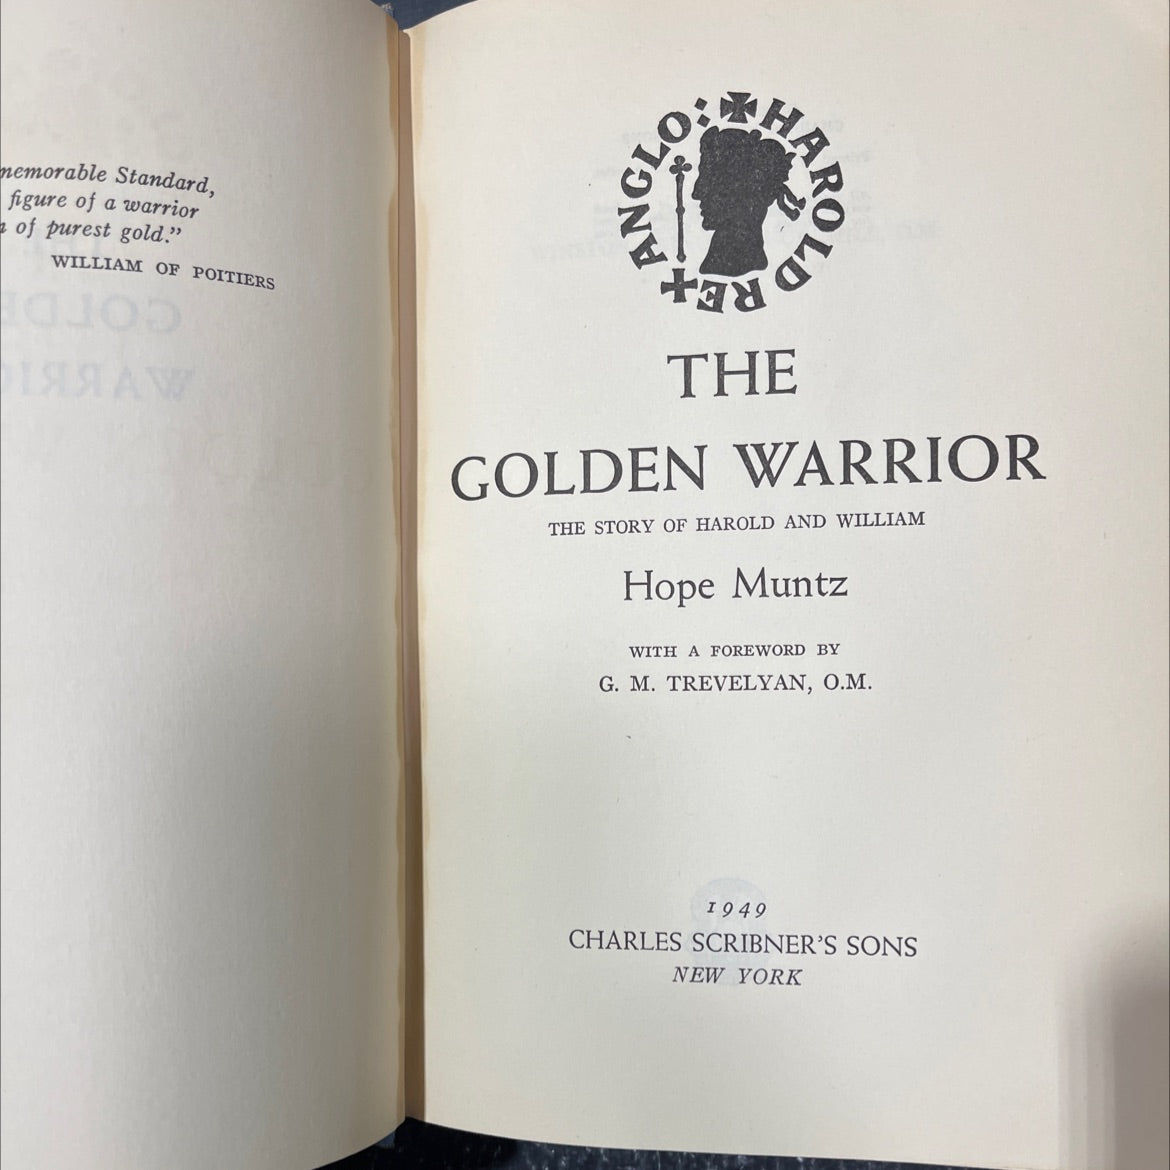 memorable Standard,
figure of a warrior
of purest gold.”
WILLIAM OF POITIERS
✠HAROLD RE✠ANGLO:
THE
GOLDEN WARRIOR
THE STORY OF HAROLD AND WILLIAM
Hope Muntz
WITH A FOREWORD BY
G. M. TREVELYAN, O.M.
1949
CHARLES SCRIBNER’S SONS
NEW YORK